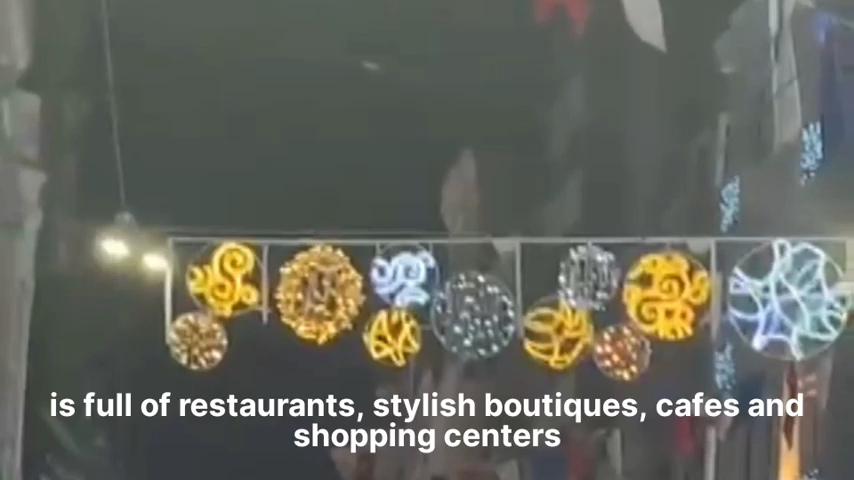 is full of restaurants, stylish boutiques, cafes and
shopping centers